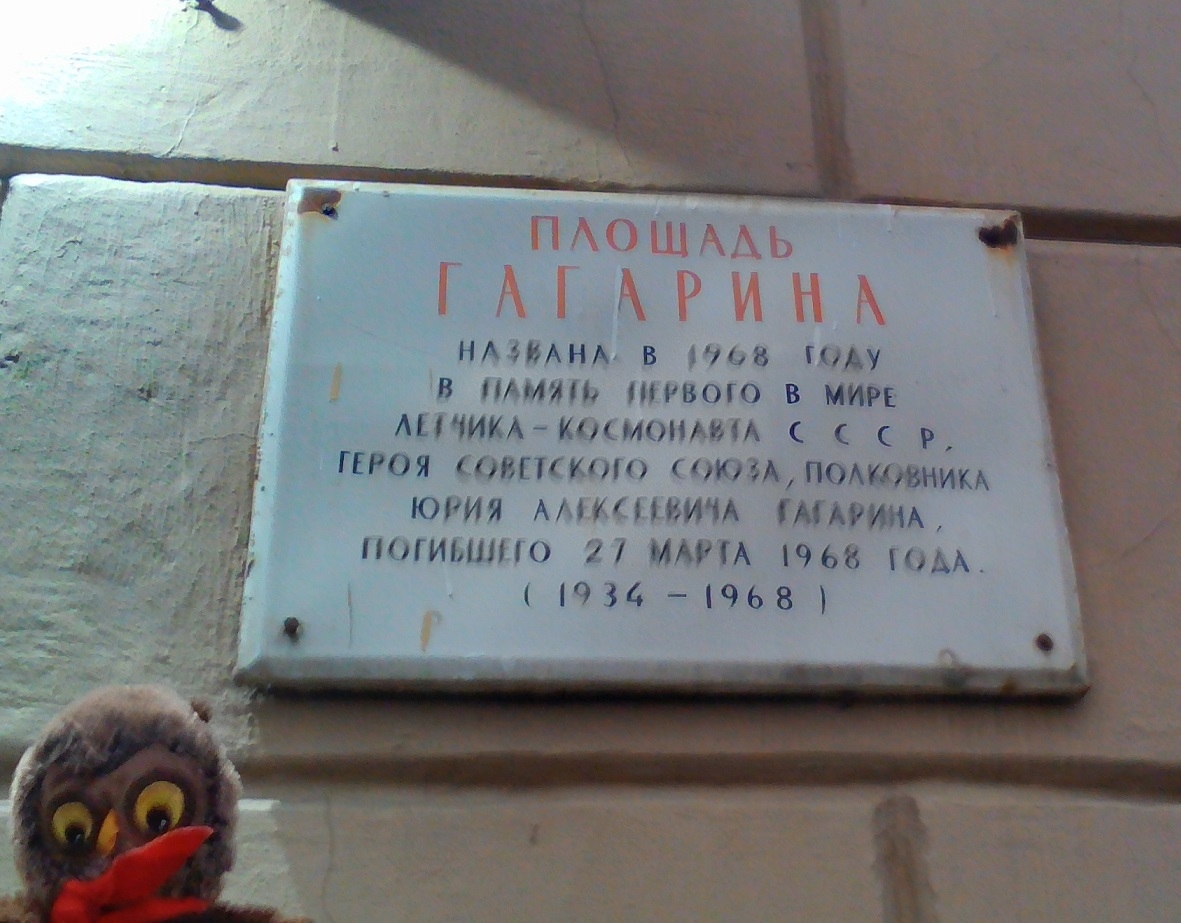 ПЛОЩАДЬ
ГАГАРИНА
НАЗВАНА В 1968 ГОДУ
В ПАМЯТЬ ПЕРВОГО В МИРЕ
ЛЕТЧИКА-КОСМОНАВТА С С С Р,
ГЕРОЯ СОВЕТСКОГО СОЮЗА, ПОЛКОВНИКА
ЮРИЯ АЛЕКСЕЕВИЧА ГАГАРИНА,
ПОГИБШЕГО 27 МАРТА 1968 ГОДА.
( 1934 - 1968 )